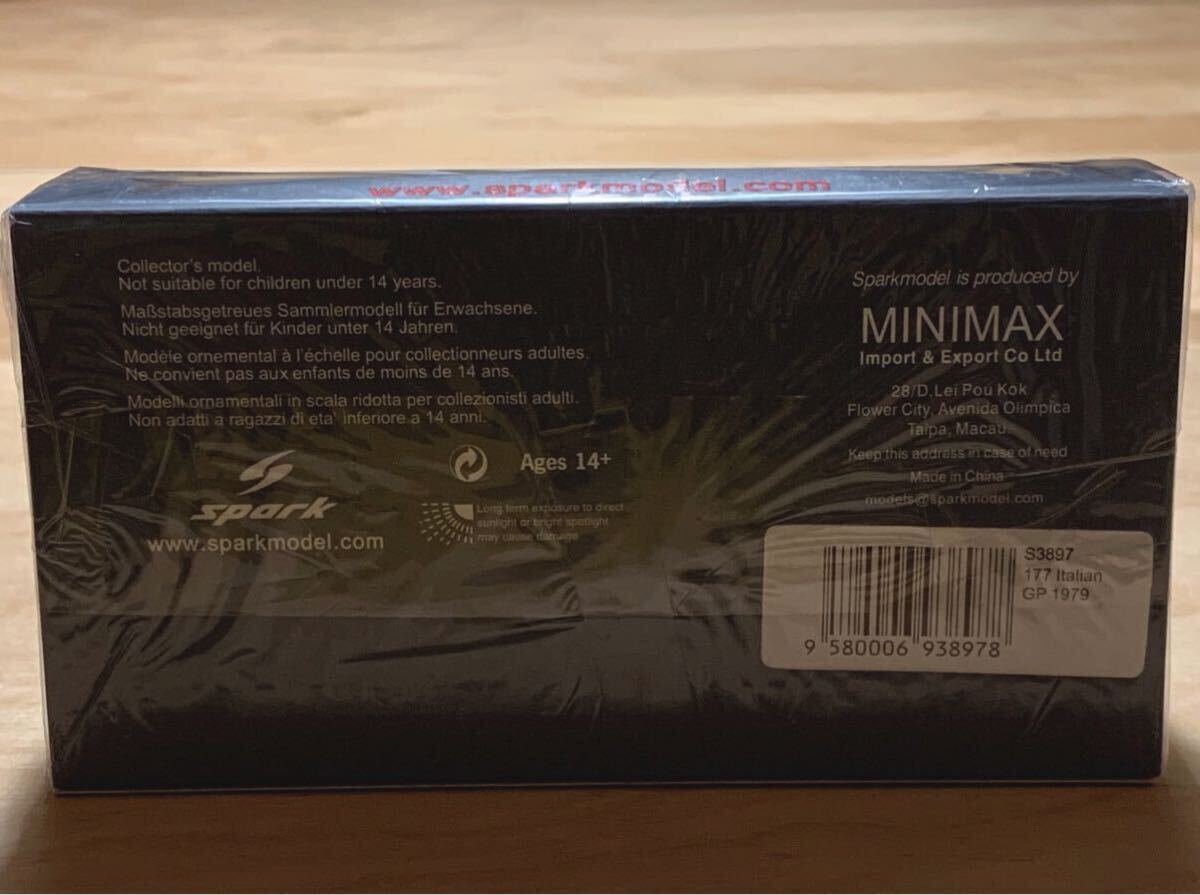 www.sparkmodel.com
Collector's model.
Not suitable for children under 14 years.
Maßstabsgetreues Sammlermodell für Erwachsene.
Nicht geeignet für Kinder unter 14 Jahren.
Modèle ornemental à l'échelle pour collectionneurs adultes.
Ne convient pas aux enfants de moins de 14 ans.
Modelli ornamentali in scala ridotta per collezionisti adulti.
Non adatti a ragazzi di eta' inferiore a 14 anni.
Ages 14+
spark
www.sparkmodel.com
Long term exposure to direct
sunlight or bright spotlight
may cause damage
Sparkmodel is produced by
MINIMAX
Import & Export Co Ltd
28/D.Lei Pou Kok
Flower City, Avenida Olimpica
Taipa, Macau
Keep this address in case of need
Made in China
models@sparkmodel.com
S3897
177 Italian
GP 1979
9 580006 938978